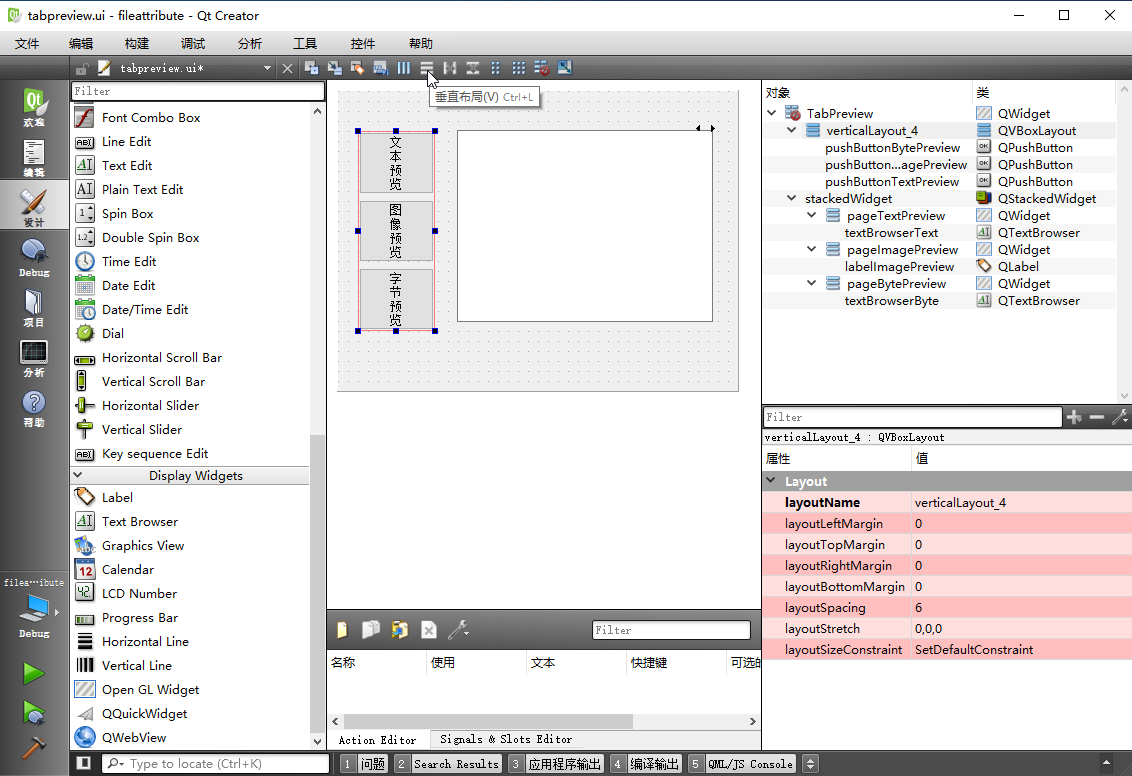 tabpreview.ui - fileattribute - Qt Creator
文件 编辑 构建 调试 分析 工具 控件 帮助
tabpreview.ui*
垂直布局(V) Ctrl+L
欢迎
编辑
设计
Debug
项目
分析
帮助
filea···ibute
Debug
Filter
Font Combo Box
Line Edit
Text Edit
Plain Text Edit
Spin Box
Double Spin Box
Time Edit
Date Edit
Date/Time Edit
Dial
Horizontal Scroll Bar
Vertical Scroll Bar
Horizontal Slider
Vertical Slider
Key sequence Edit
Display Widgets
Label
Text Browser
Graphics View
Calendar
LCD Number
Progress Bar
Horizontal Line
Vertical Line
Open GL Widget
QQuickWidget
QWebView
文本预览
图像预览
字节预览
Filter
名称 使用 文本 快捷键 可选的
Action Editor Signals & Slots Editor
对象 类
TabPreview QWidget
verticalLayout_4 QVBoxLayout
pushButtonBytePreview QPushButton
pushButton...agePreview QPushButton
pushButtonTextPreview QPushButton
stackedWidget QStackedWidget
pageTextPreview QWidget
textBrowserText QTextBrowser
pageImagePreview QWidget
labelImagePreview QLabel
pageBytePreview QWidget
textBrowserByte QTextBrowser
Filter
verticalLayout_4 : QVBoxLayout
属性 值
Layout
layoutName verticalLayout_4
layoutLeftMargin 0
layoutTopMargin 0
layoutRightMargin 0
layoutBottomMargin 0
layoutSpacing 6
layoutStretch 0,0,0
layoutSizeConstraint SetDefaultConstraint
Type to locate (Ctrl+K) 1 问题 2 Search Results 3 应用程序输出 4 编译输出 5 QML/JS Console